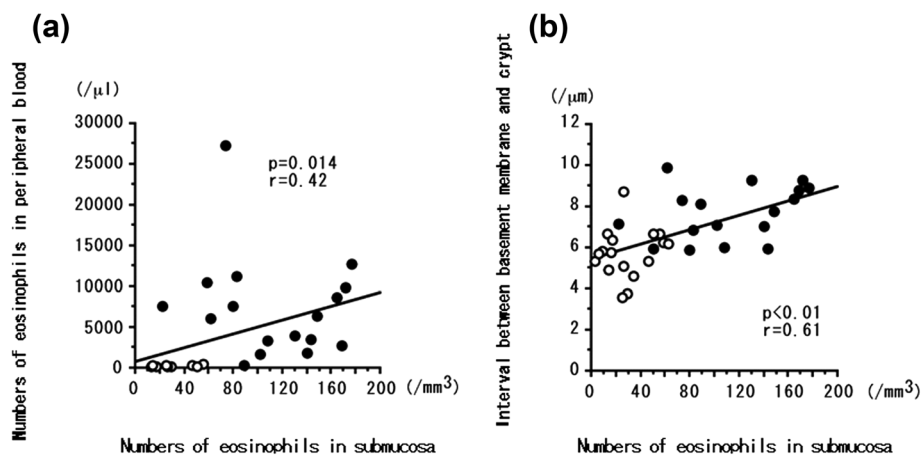 (a)
Numbers of eosinophils in peripheral blood
(/μl)
30000
25000
20000
15000
10000
5000
0
p=0.014
r=0.42
0 40 80 120 160 200
(/mm³)
Numbers of eosinophils in submucosa
(b)
Interval between basement membrane and crypt
(/μm)
12
10
8
6
4
2
0
p<0.01
r=0.61
0 40 80 120 160 200
(/mm³)
Numbers of eosinophils in submucosa